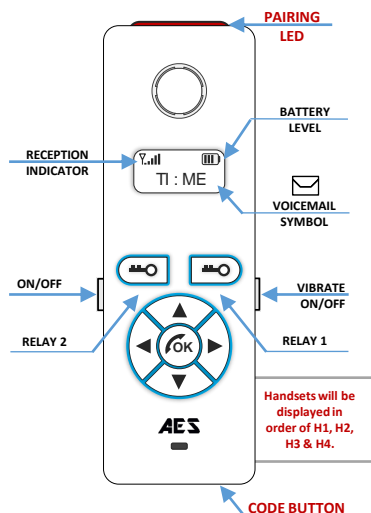 PAIRING
LED
BATTERY
LEVEL
RECEPTION
INDICATOR
TI : ME
VOICEMAIL
SYMBOL
ON/OFF
VIBRATE
ON/OFF
RELAY 2
RELAY 1
OK
Handsets will be
displayed in
order of H1, H2,
H3 & H4.
AES
CODE BUTTON